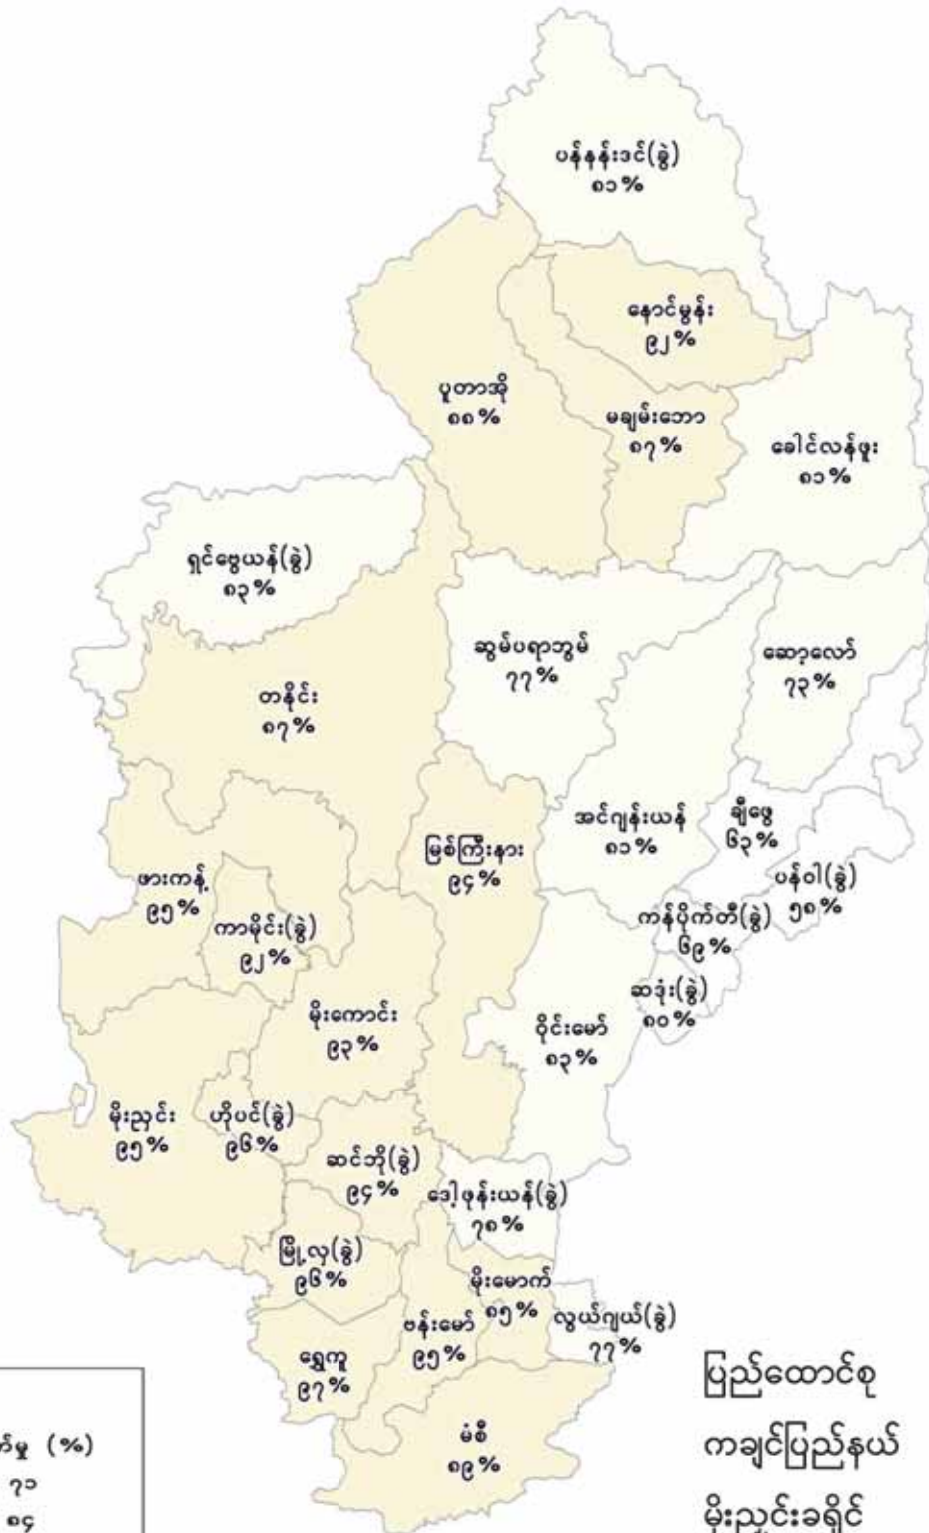 ပန်နန်းဒင်(ခွဲ)
၈၁%
နောင်မွန်း
၉၂%
ပူတာအို
၈၈%
မချမ်းဘော
၈၇%
ခေါင်လန်ဖူး
၈၁%
ရှင်ဗွေယန်(ခွဲ)
၈၃%
ဆွမ်ပရာဘွမ်
၇၇%
ဆော့လော်
၇၃%
တနိုင်း
၈၇%
အင်ဂျန်းယန်
၈၁%
ချီဖွေ
၆၃%
မြစ်ကြီးနား
၉၄%
ပန်ဝါ(ခွဲ)
၅၈%
ဖားကန့်
၉၅%
ကာမိုင်း(ခွဲ)
၉၂%
ကန်ပိုက်တီ(ခွဲ)
၆၉%
ဆဒုံး(ခွဲ)
၈၀%
မိုးကောင်း
၉၃%
ဝိုင်းမော်
၈၃%
မိုးညှင်း
၉၅%
ဟိုပင်(ခွဲ)
၉၆%
ဆင်ဘို(ခွဲ)
၉၄%
ဒေါ့ဖုန်းယန်(ခွဲ)
၇၈%
မြို့လှ(ခွဲ)
၉၆%
မိုးမောက်
၈၅%
ဗန်းမော်
၉၅%
လွယ်ဂျယ်(ခွဲ)
၇၇%
ရွှေကူ
၉၇%
မံစီ
၈၉%
(%)
၇၁
၈၄
ပြည်ထောင်စု
ကချင်ပြည်နယ်
မိုးညှင်းခရိုင်